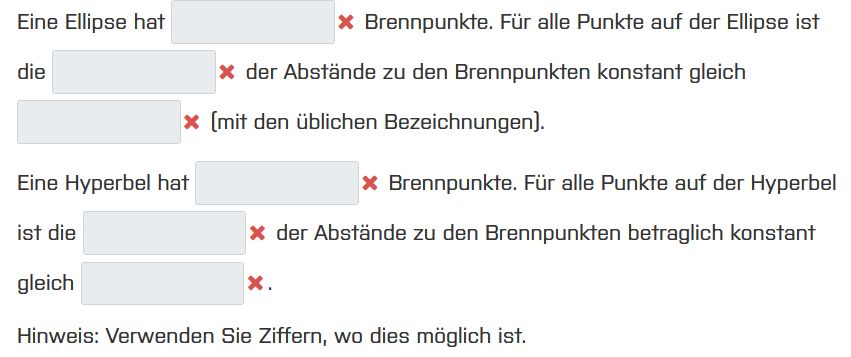 Eine Ellipse hat Brennpunkte. Für alle Punkte auf der Ellipse ist
die der Abstände zu den Brennpunkten konstant gleich
(mit den üblichen Bezeichnungen).
Eine Hyperbel hat Brennpunkte. Für alle Punkte auf der Hyperbel
ist die der Abstände zu den Brennpunkten betraglich konstant
gleich .
Hinweis: Verwenden Sie Ziffern, wo dies möglich ist.